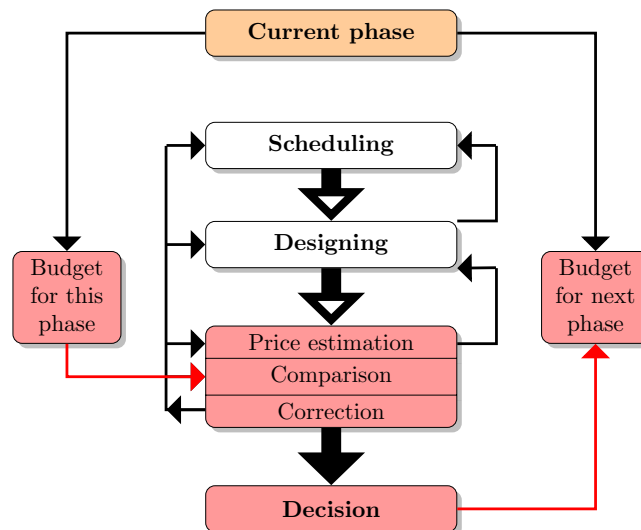 Current phase
Scheduling
Designing
Budget
for this
phase
Budget
for next
phase
Price estimation
Comparison
Correction
Decision